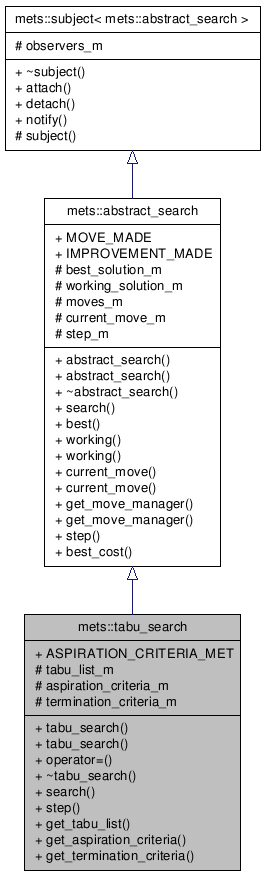 mets::subject< mets::abstract_search >
# observers_m
+ ~subject()
+ attach()
+ detach()
+ notify()
# subject()
mets::abstract_search
+ MOVE_MADE
+ IMPROVEMENT_MADE
# best_solution_m
# working_solution_m
# moves_m
# current_move_m
# step_m
+ abstract_search()
+ abstract_search()
+ ~abstract_search()
+ search()
+ best()
+ working()
+ working()
+ current_move()
+ current_move()
+ get_move_manager()
+ get_move_manager()
+ step()
+ best_cost()
mets::tabu_search
+ ASPIRATION_CRITERIA_MET
# tabu_list_m
# aspiration_criteria_m
# termination_criteria_m
+ tabu_search()
+ tabu_search()
+ operator=()
+ ~tabu_search()
+ search()
+ step()
+ get_tabu_list()
+ get_aspiration_criteria()
+ get_termination_criteria()